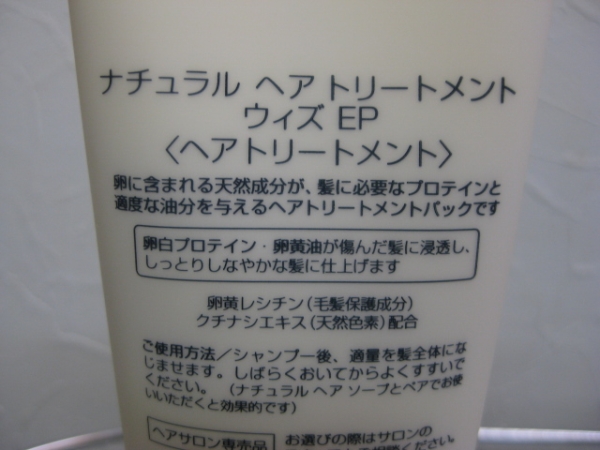 ナチュラル ヘア トリートメント
ウィズ EP
〈ヘアトリートメント〉
卵に含まれる天然成分が、髪に必要なプロテインと
適度な油分を与えるヘアトリートメントパックです
卵白プロテイン・卵黄油が傷んだ髪に浸透し、
しっとりしなやかな髪に仕上げます
卵黄レシチン(毛髪保護成分)
クチナシエキス(天然色素)配合
ご使用方法/シャンプー後、適量を髪全体にな
じませます。しばらくおいてからよくすすいで
ください。(ナチュラル ヘア ソープとペアでお使
いいただくと効果的です)
ヘアサロン専売品
お選びの際はサロンの
ください。